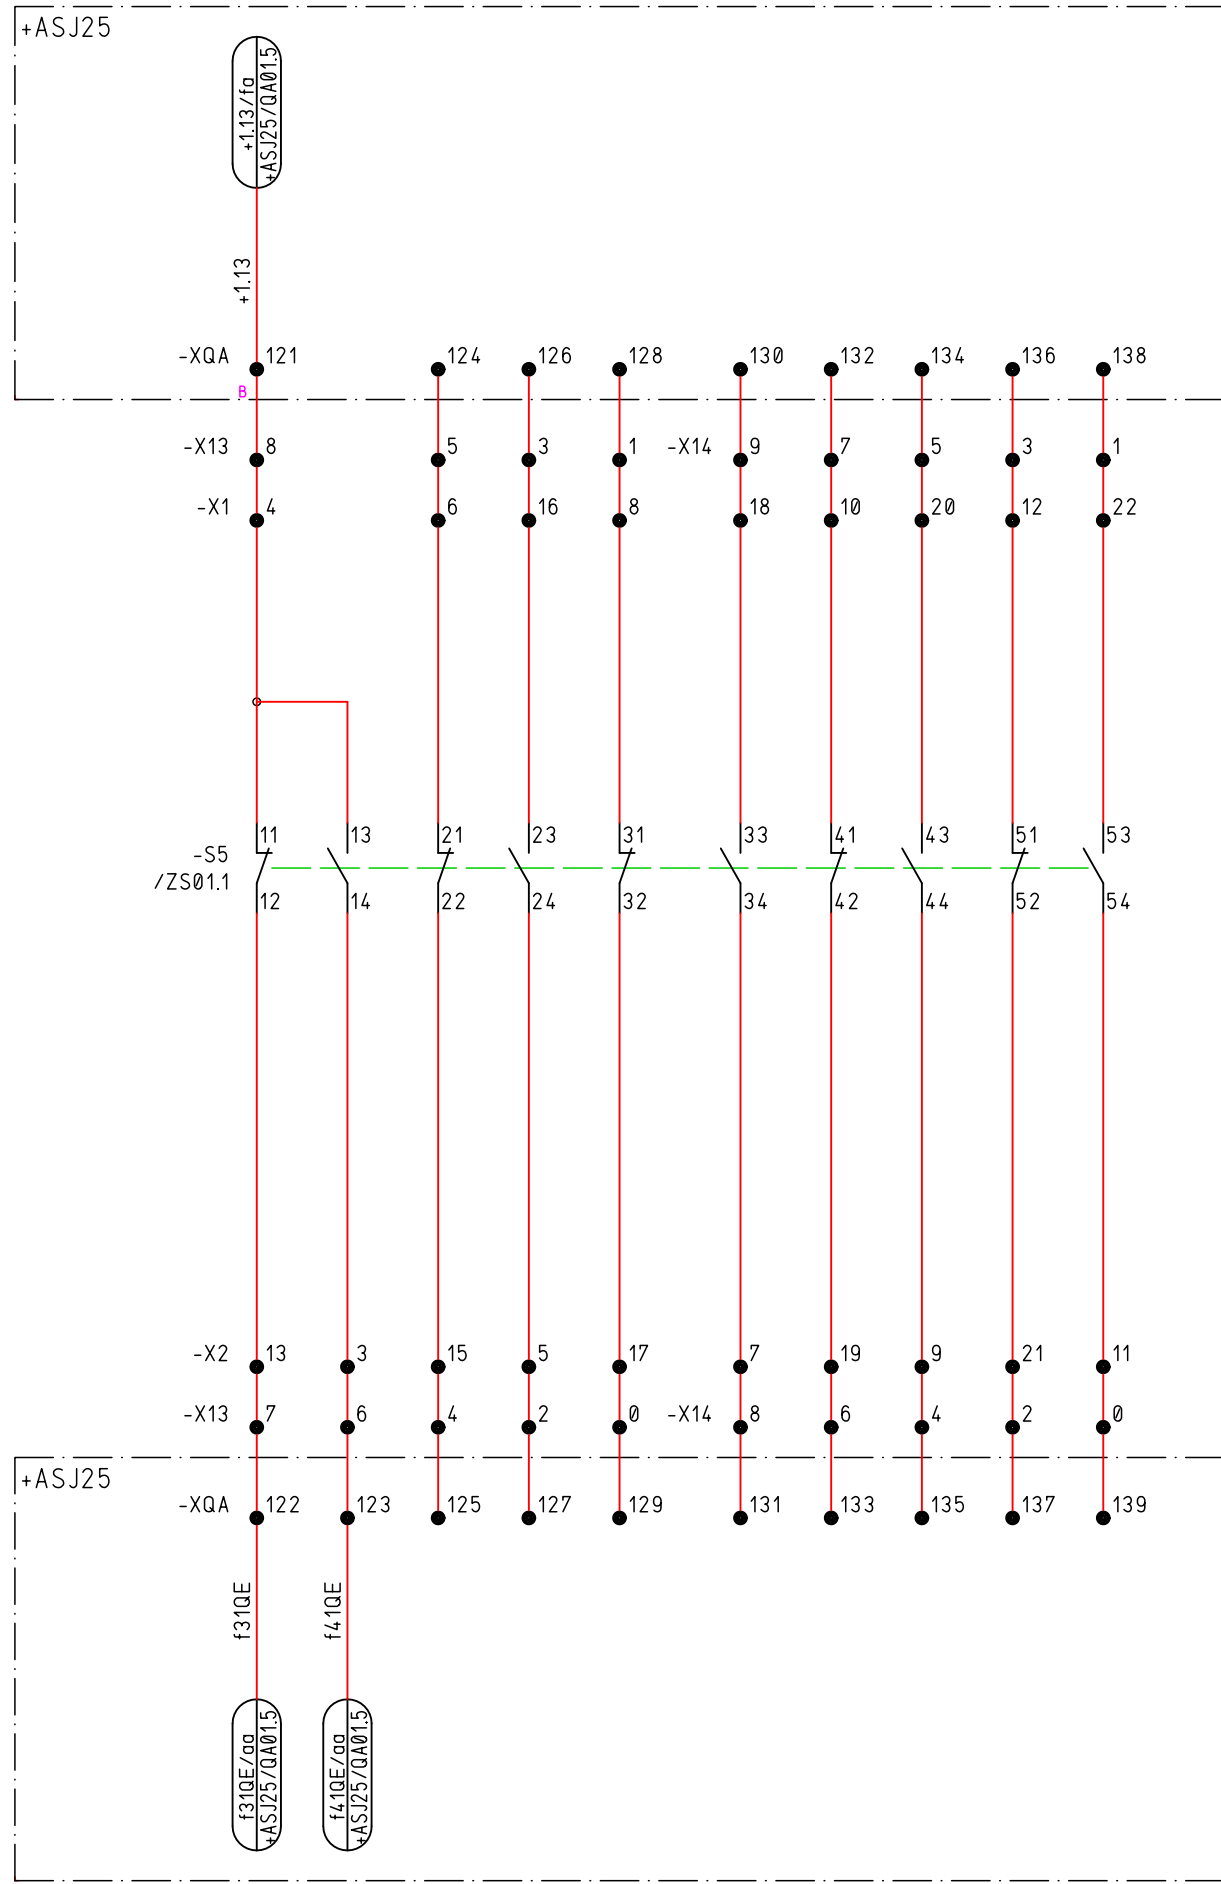 +ASJ25
+1.13/fa
+ASJ25/QA01.5
+1.13
-XQA 121 124 126 128 130 132 134 136 138
B
-X13 8 5 3 1 -X14 9 7 5 3 1
-X1 4 6 16 8 18 10 20 12 22
11 13 21 23 31 33 41 43 51 53
-S5
/ZS01.1
12 14 22 24 32 34 42 44 52 54
-X2 13 3 15 5 17 7 19 9 21 11
-X13 7 6 4 2 0 -X14 8 6 4 2 0
+ASJ25
-XQA 122 123 125 127 129 131 133 135 137 139
f31QE f41QE
f31QE/aa
+ASJ25/QA01.5
f41QE/aa
+ASJ25/QA01.5